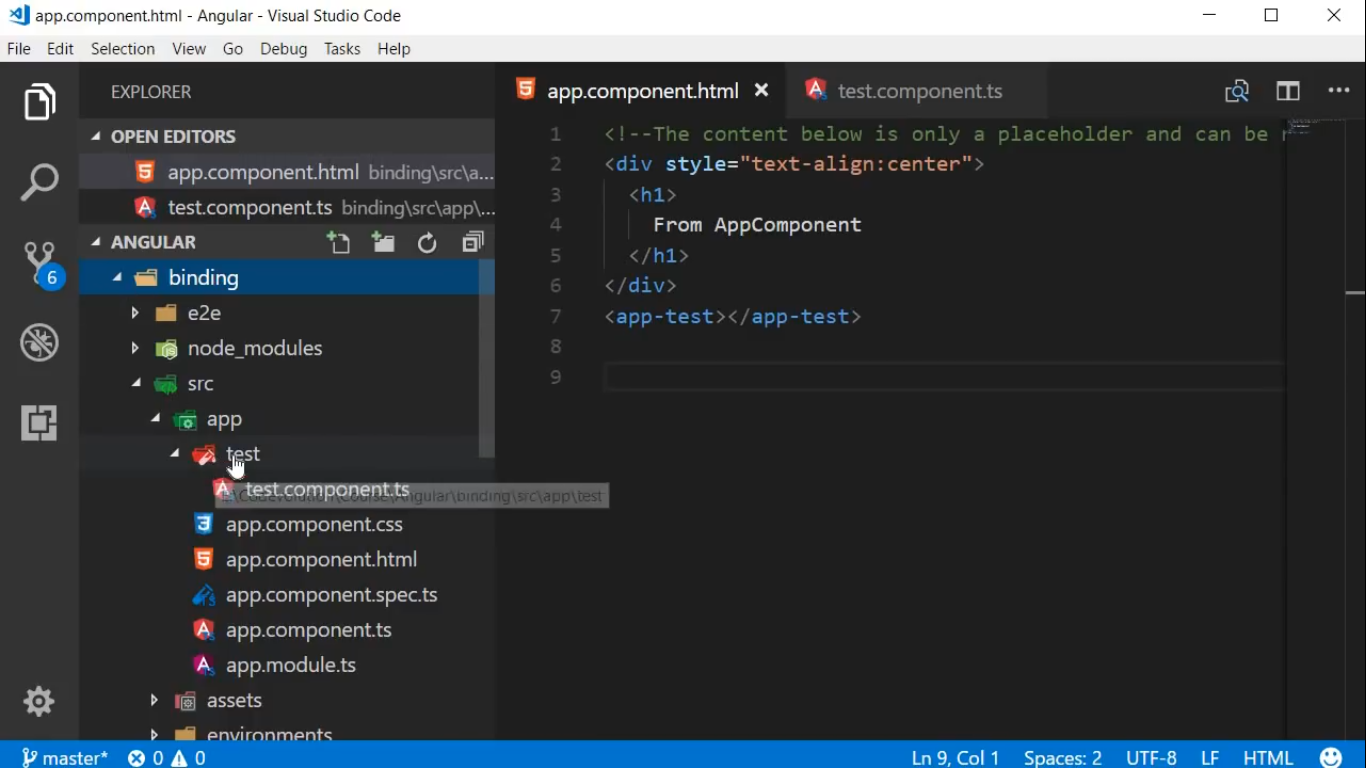 app.component.html - Angular - Visual Studio Code
File Edit Selection View Go Debug Tasks Help
EXPLORER
OPEN EDITORS
app.component.html binding\src\a...
test.component.ts binding\src\app\...
ANGULAR
6
binding
e2e
node_modules
src
app
test
test.component.ts
\Codevolution\Course\Angular\binding\src\app\test
app.component.css
app.component.html
app.component.spec.ts
app.component.ts
app.module.ts
assets
environments
app.component.html
test.component.ts
1 <!--The content below is only a placeholder and can be
2 <div style="text-align:center">
3 <h1>
4 From AppComponent
5 </h1>
6 </div>
7 <app-test></app-test>
8
9
master* 0 0 Ln 9, Col 1 Spaces: 2 UTF-8 LF HTML